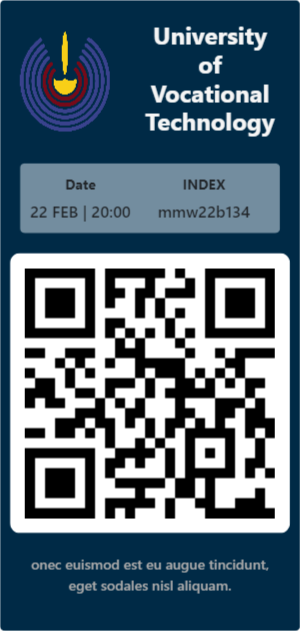 University
of
Vocational
Technology
Date INDEX
22 FEB | 20:00 mmw22b134
onec euismod est eu augue tincidunt,
eget sodales nisl aliquam.